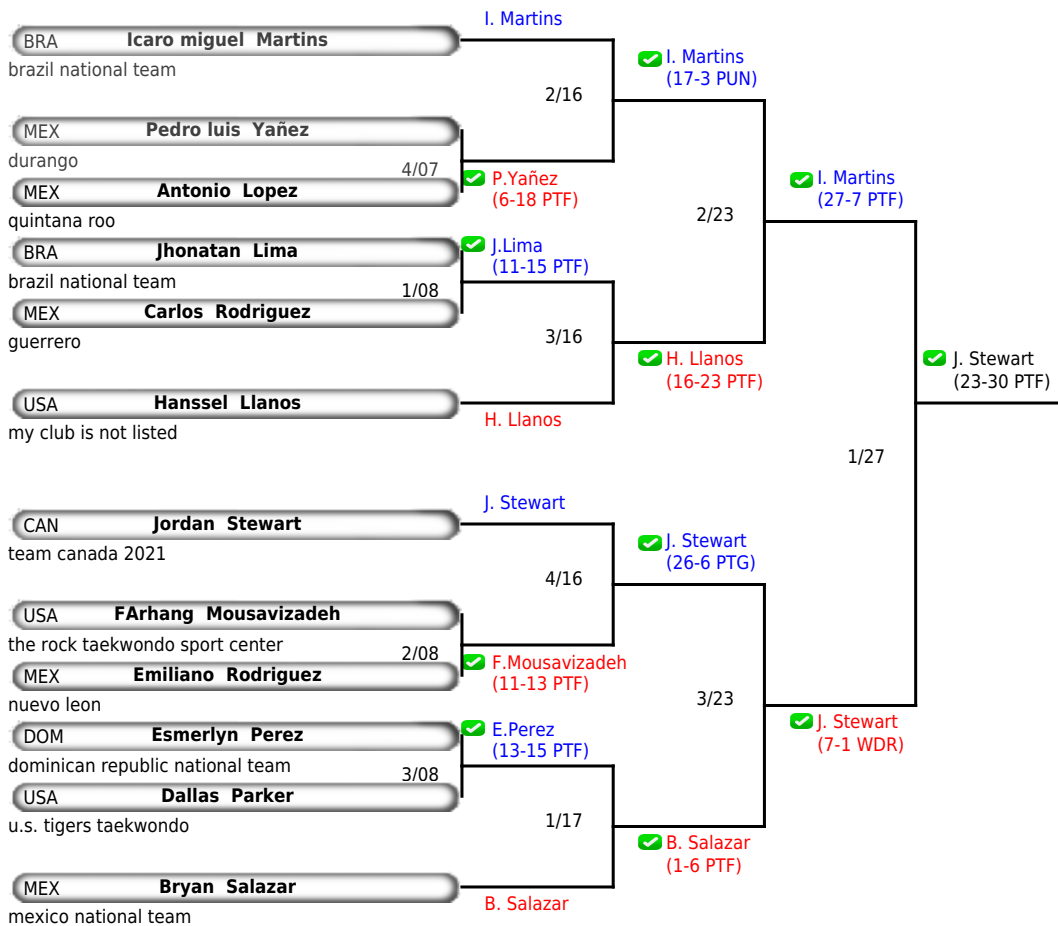 I. Martins
BRA Icaro miguel Martins
brazil national team
I. Martins
(17-3 PUN)
2/16
MEX Pedro luis Yañez
durango
4/07
P.Yañez
(6-18 PTF)
MEX Antonio Lopez
quintana roo
I. Martins
(27-7 PTF)
2/23
BRA Jhonatan Lima
brazil national team
J.Lima
(11-15 PTF)
1/08
MEX Carlos Rodriguez
guerrero
3/16
H. Llanos
(16-23 PTF)
J. Stewart
(23-30 PTF)
USA Hanssel Llanos
my club is not listed
H. Llanos
1/27
J. Stewart
CAN Jordan Stewart
team canada 2021
J. Stewart
(26-6 PTG)
4/16
USA FArhang Mousavizadeh
the rock taekwondo sport center
2/08
F.Mousavizadeh
(11-13 PTF)
MEX Emiliano Rodriguez
nuevo leon
3/23
J. Stewart
(7-1 WDR)
DOM Esmerlyn Perez
dominican republic national team
E.Perez
(13-15 PTF)
3/08
USA Dallas Parker
u.s. tigers taekwondo
1/17
B. Salazar
(1-6 PTF)
MEX Bryan Salazar
mexico national team
B. Salazar